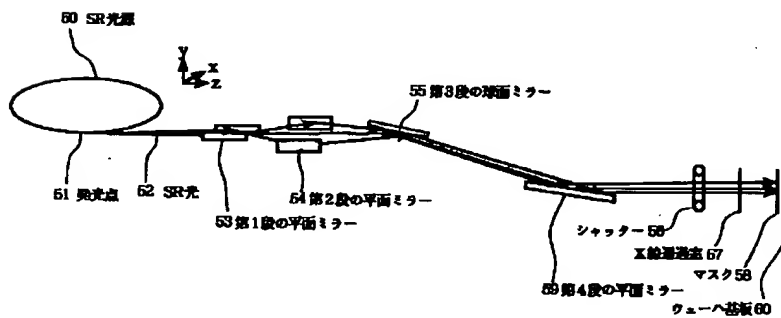 50 SR光源
y
x
z
55 第3段の球面ミラー
51 発光点
52 SR光
54 第2段の平面ミラー
53 第1段の平面ミラー
シャッター 56
X線透過窓 57
マスク 58
59 第4段の平面ミラー
ウェーハ基板 60